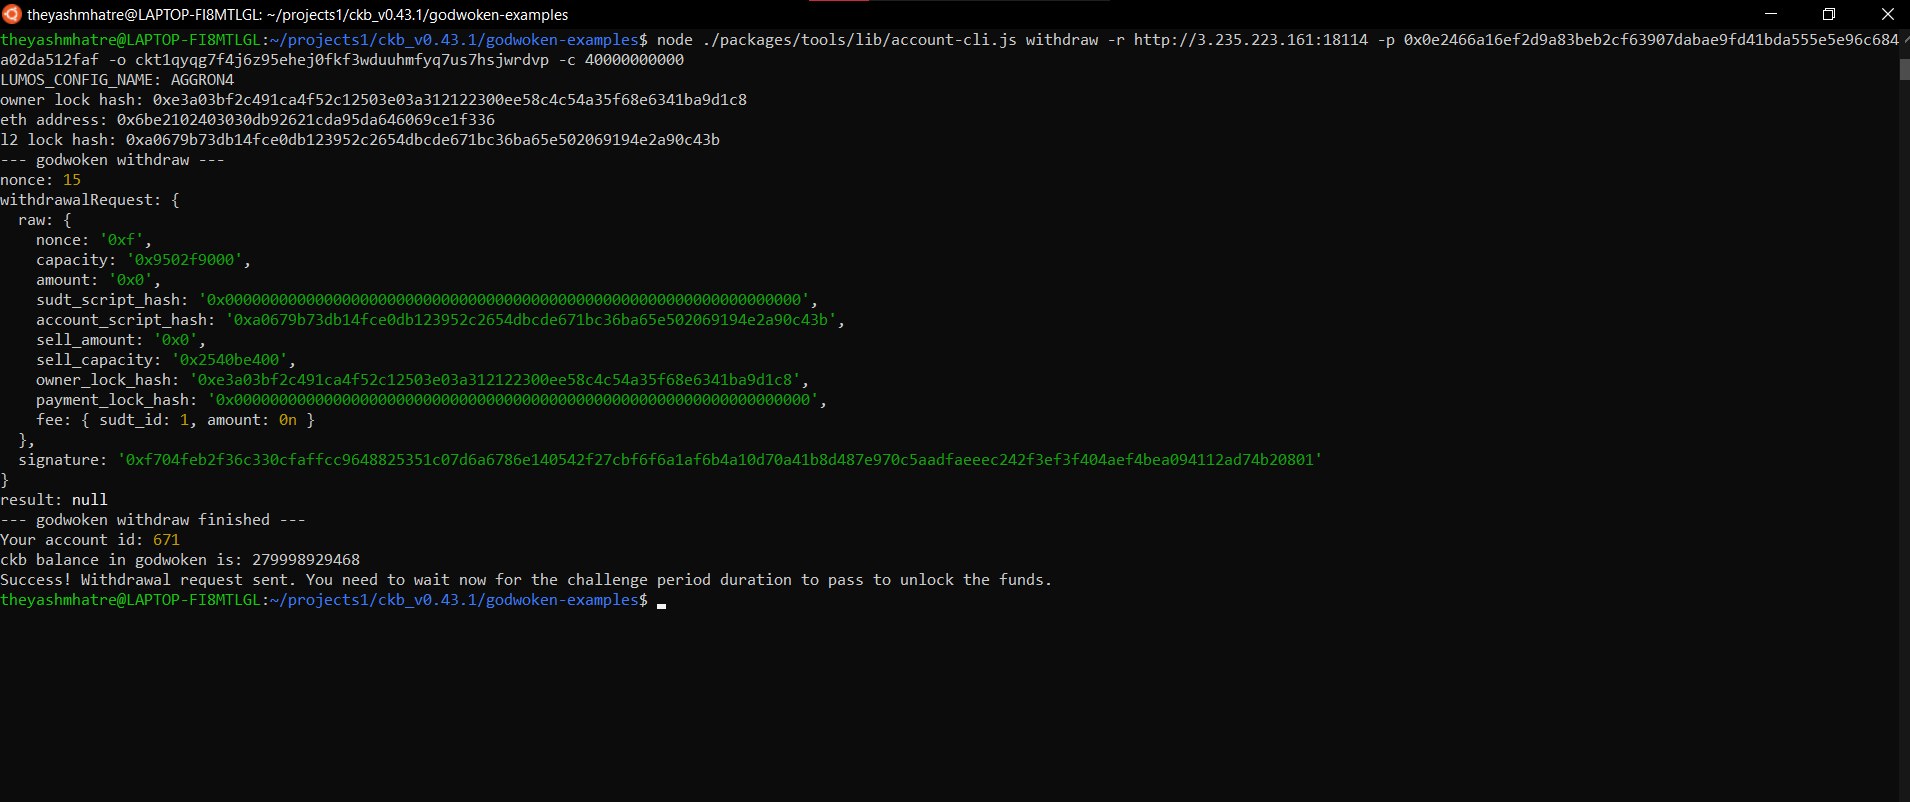 theyashmhatre@LAPTOP-FI8MTLGL: ~/projects1/ckb_v0.43.1/godwoken-examples
theyashmhatre@LAPTOP-FI8MTLGL:~/projects1/ckb_v0.43.1/godwoken-examples$ node ./packages/tools/lib/account-cli.js withdraw -r http://3.235.223.161:18114 -p 0x0e2466a16ef2d9a83beb2cf63907dabae9fd41bda555e5e96c684
a02da512faf -o ckt1qyqg7f4j6z95ehej0fkf3wduuhmfyq7us7hsjwrdvp -c 40000000000
LUMOS_CONFIG_NAME: AGGRON4
owner lock hash: 0xe3a03bf2c491ca4f52c12503e03a312122300ee58c4c54a35f68e6341ba9d1c8
eth address: 0x6be2102403030db92621cda95da646069ce1f336
l2 lock hash: 0xa0679b73db14fce0db123952c2654dbcde671bc36ba65e502069194e2a90c43b
--- godwoken withdraw ---
nonce: 15
withdrawalRequest: {
  raw: {
    nonce: '0xf',
    capacity: '0x9502f9000',
    amount: '0x0',
    sudt_script_hash: '0x0000000000000000000000000000000000000000000000000000000000000000',
    account_script_hash: '0xa0679b73db14fce0db123952c2654dbcde671bc36ba65e502069194e2a90c43b',
    sell_amount: '0x0',
    sell_capacity: '0x2540be400',
    owner_lock_hash: '0xe3a03bf2c491ca4f52c12503e03a312122300ee58c4c54a35f68e6341ba9d1c8',
    payment_lock_hash: '0x0000000000000000000000000000000000000000000000000000000000000000',
    fee: { sudt_id: 1, amount: 0n }
  },
  signature: '0xf704feb2f36c330cfaffcc9648825351c07d6a6786e140542f27cbf6f6a1af6b4a10d70a41b8d487e970c5aadfaeeec242f3ef3f404aef4bea094112ad74b20801'
}
result: null
--- godwoken withdraw finished ---
Your account id: 671
ckb balance in godwoken is: 279998929468
Success! Withdrawal request sent. You need to wait now for the challenge period duration to pass to unlock the funds.
theyashmhatre@LAPTOP-FI8MTLGL:~/projects1/ckb_v0.43.1/godwoken-examples$